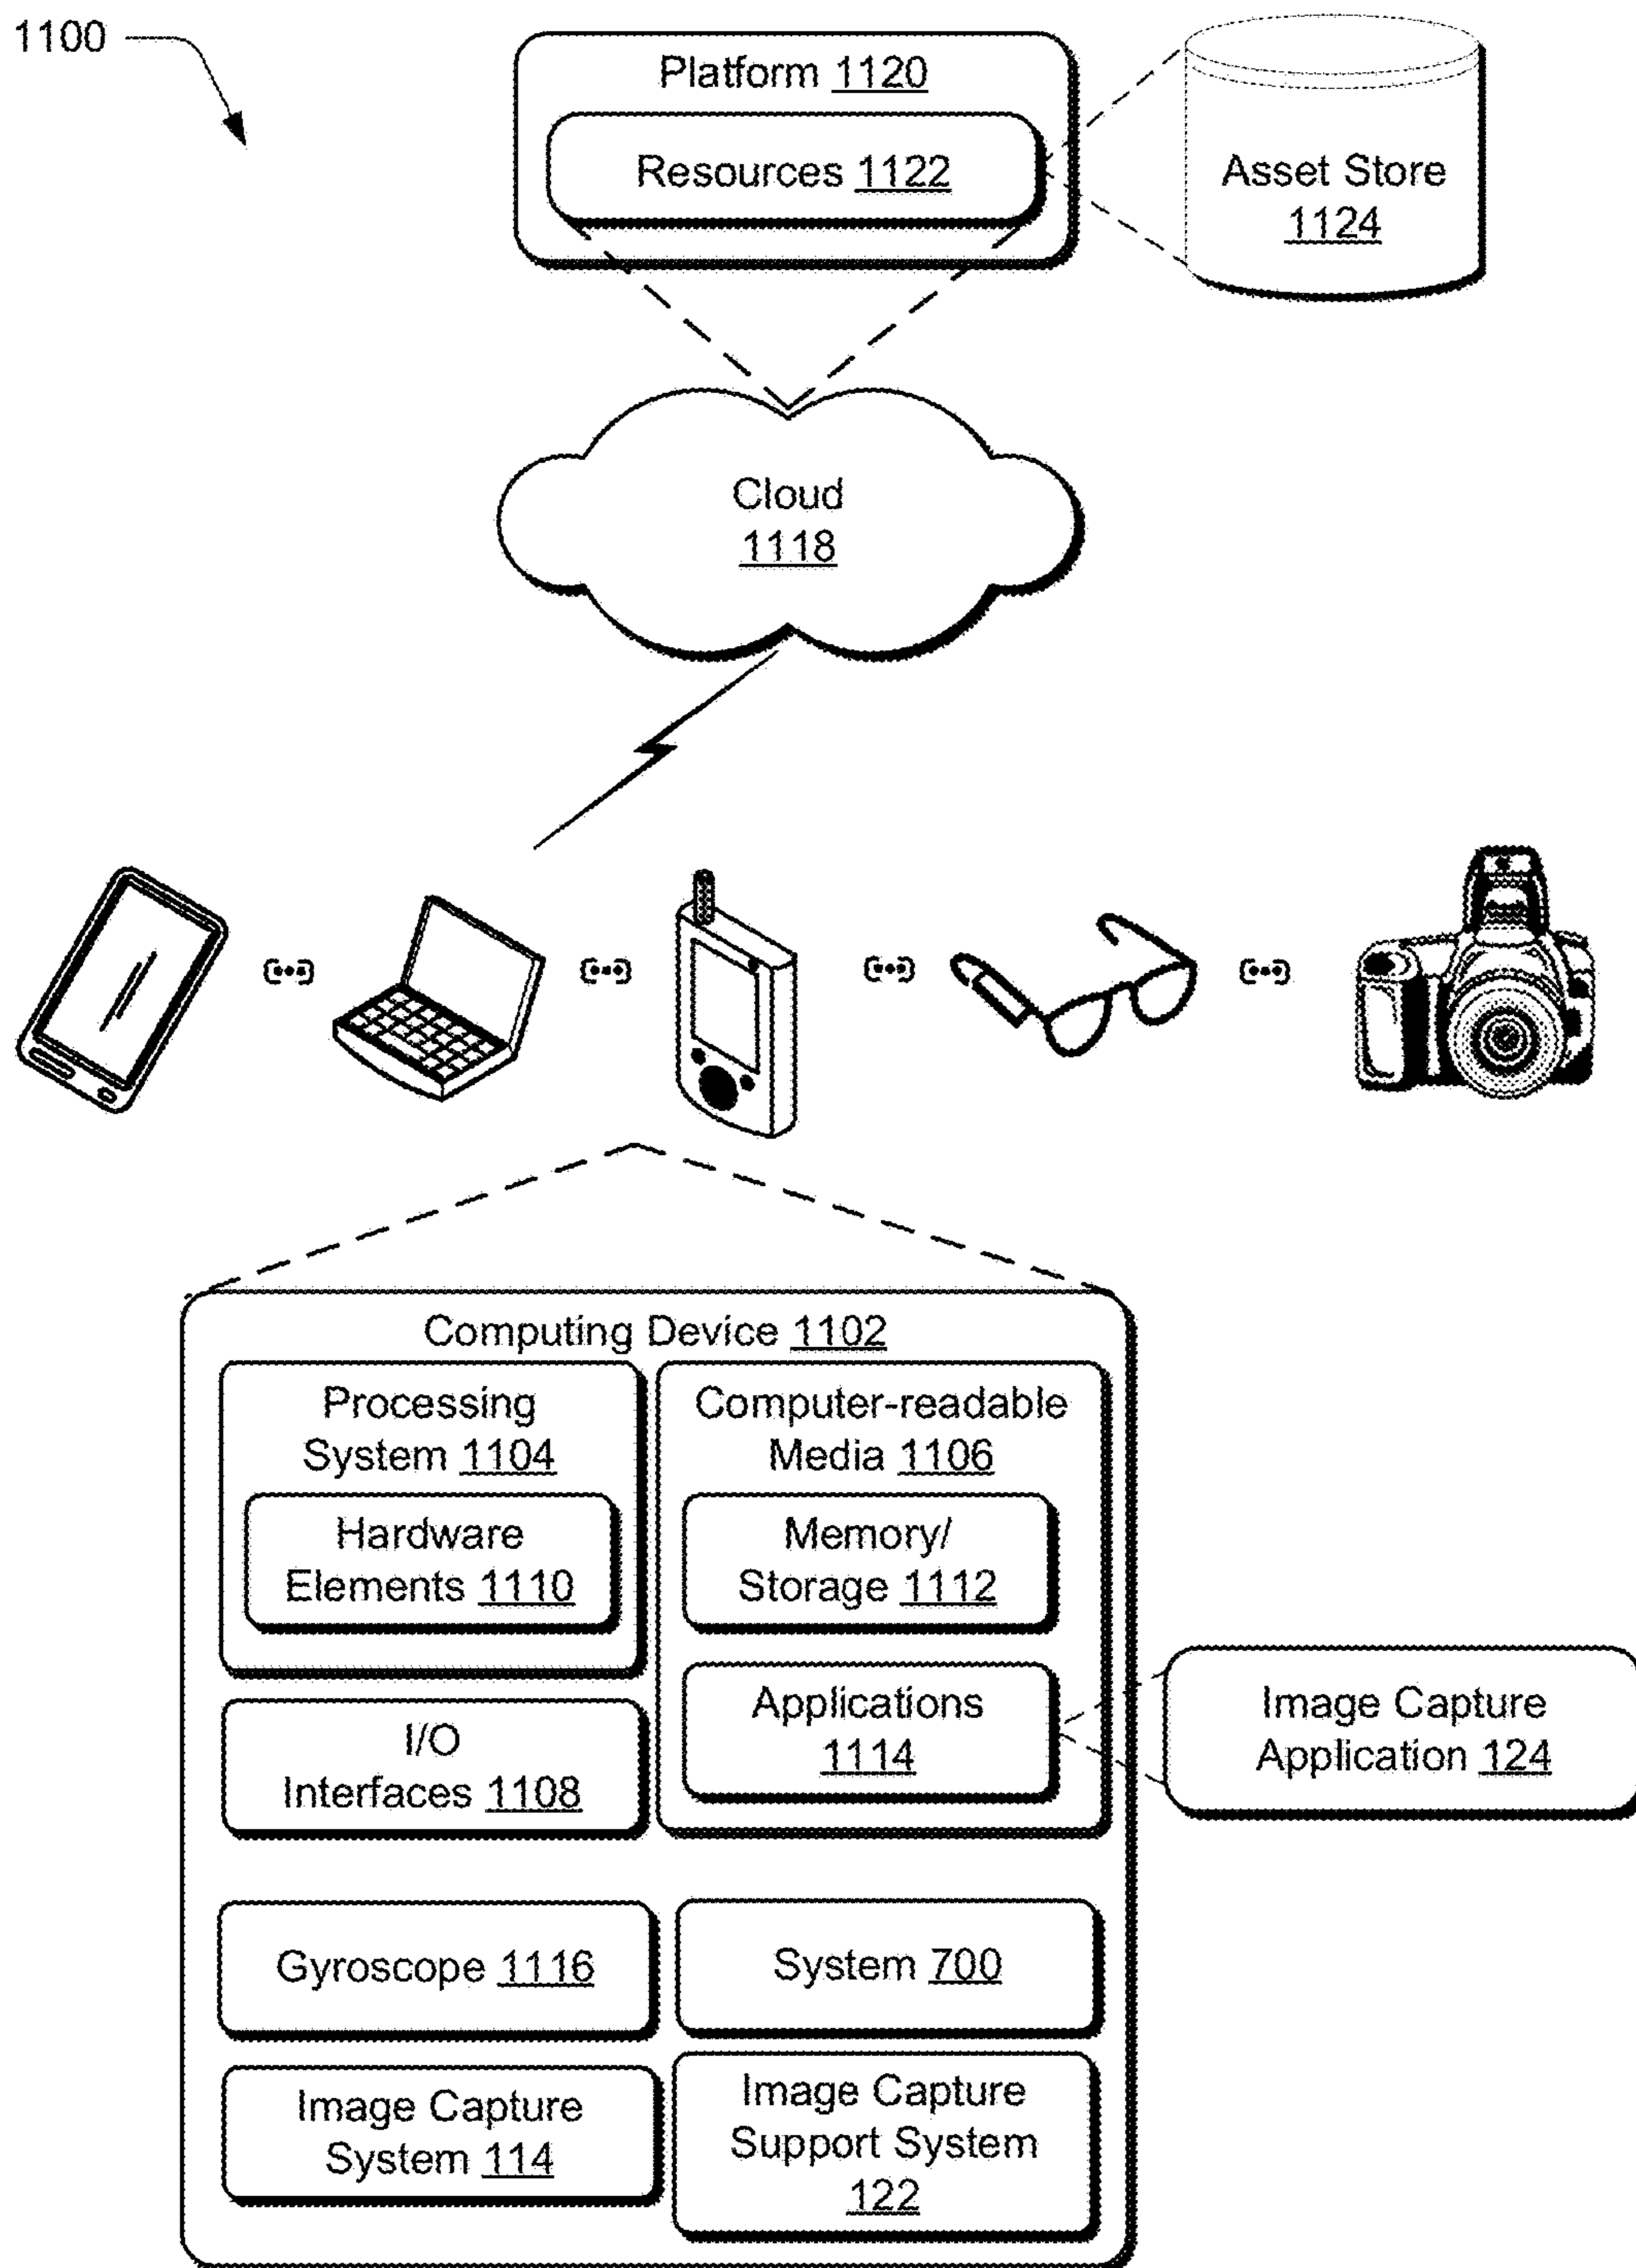 1100
Platform 1120
Resources 1122
Asset Store
1124
Cloud
1118
Computing Device 1102
Processing
System 1104
Hardware
Elements 1110
Computer-readable
Media 1106
Memory/
Storage 1112
Applications
1114
Image Capture
Application 124
I/O
Interfaces 1108
Gyroscope 1116
System 700
Image Capture
System 114
Image Capture
Support System
122